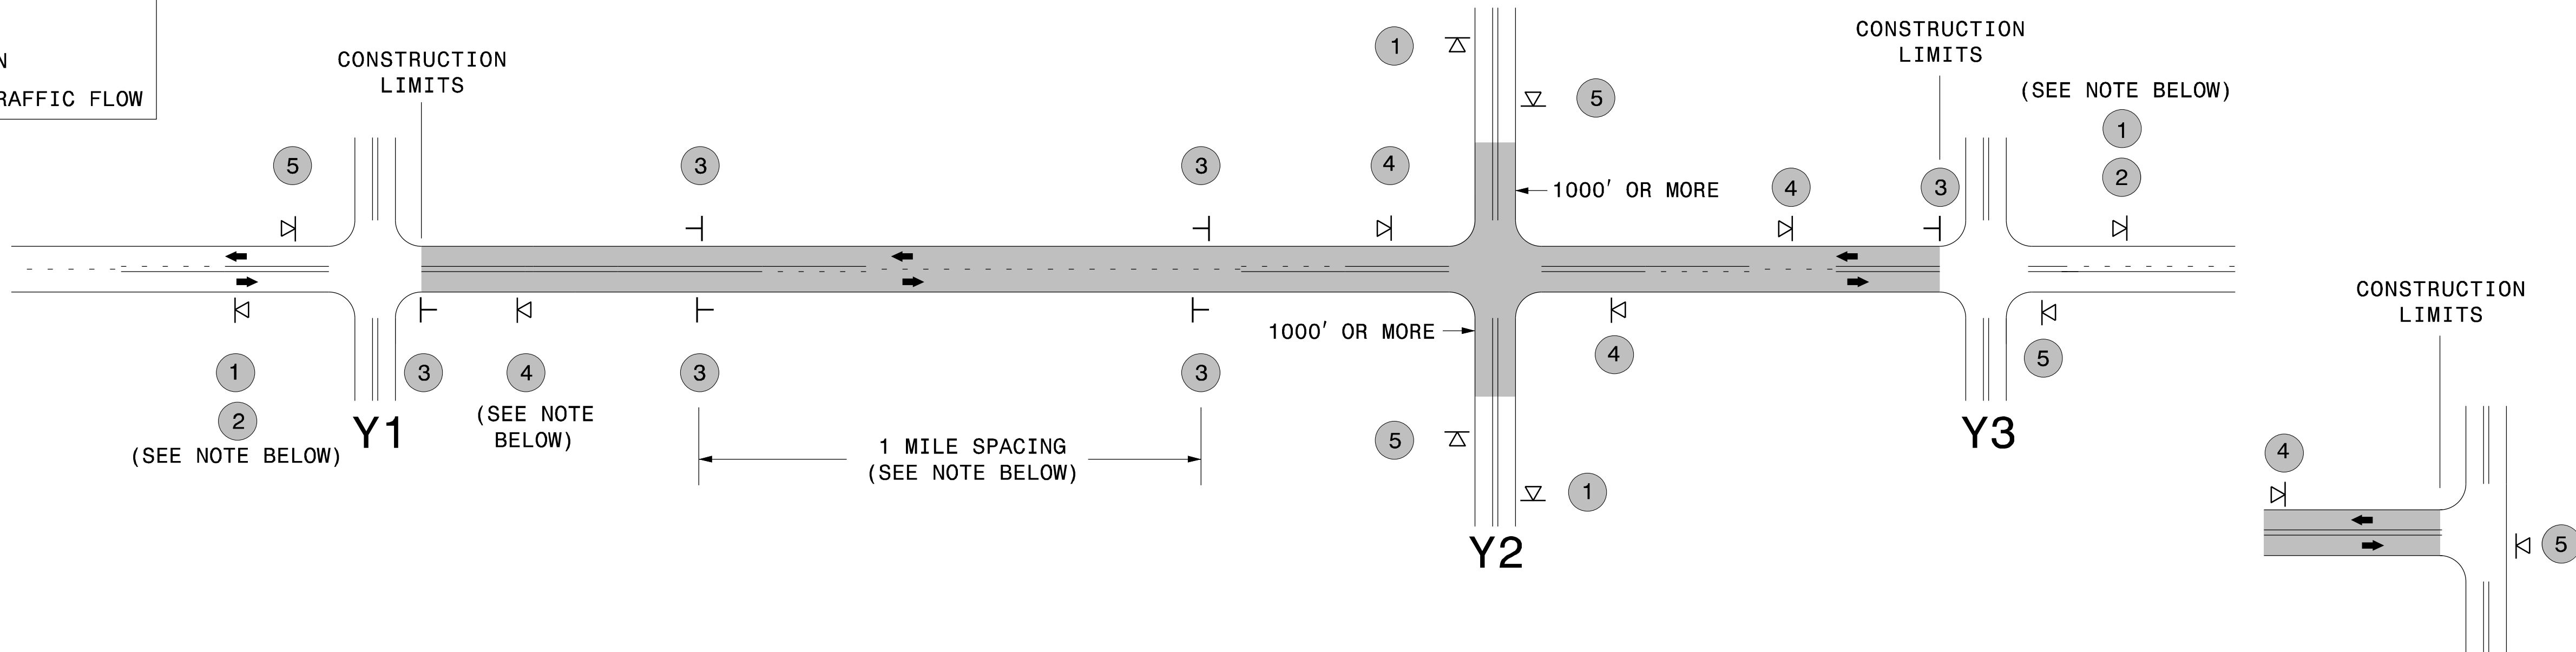 N
RAFFIC FLOW
CONSTRUCTION
LIMITS
1
5
CONSTRUCTION
LIMITS
(SEE NOTE BELOW)
1
2
5
3
3
4
1000' OR MORE
4
3
1000' OR MORE
1
2
(SEE NOTE BELOW)
Y1
3
4
(SEE NOTE
BELOW)
3
3
1 MILE SPACING
(SEE NOTE BELOW)
4
5
5
1
Y2
Y3
CONSTRUCTION
LIMITS
4
5